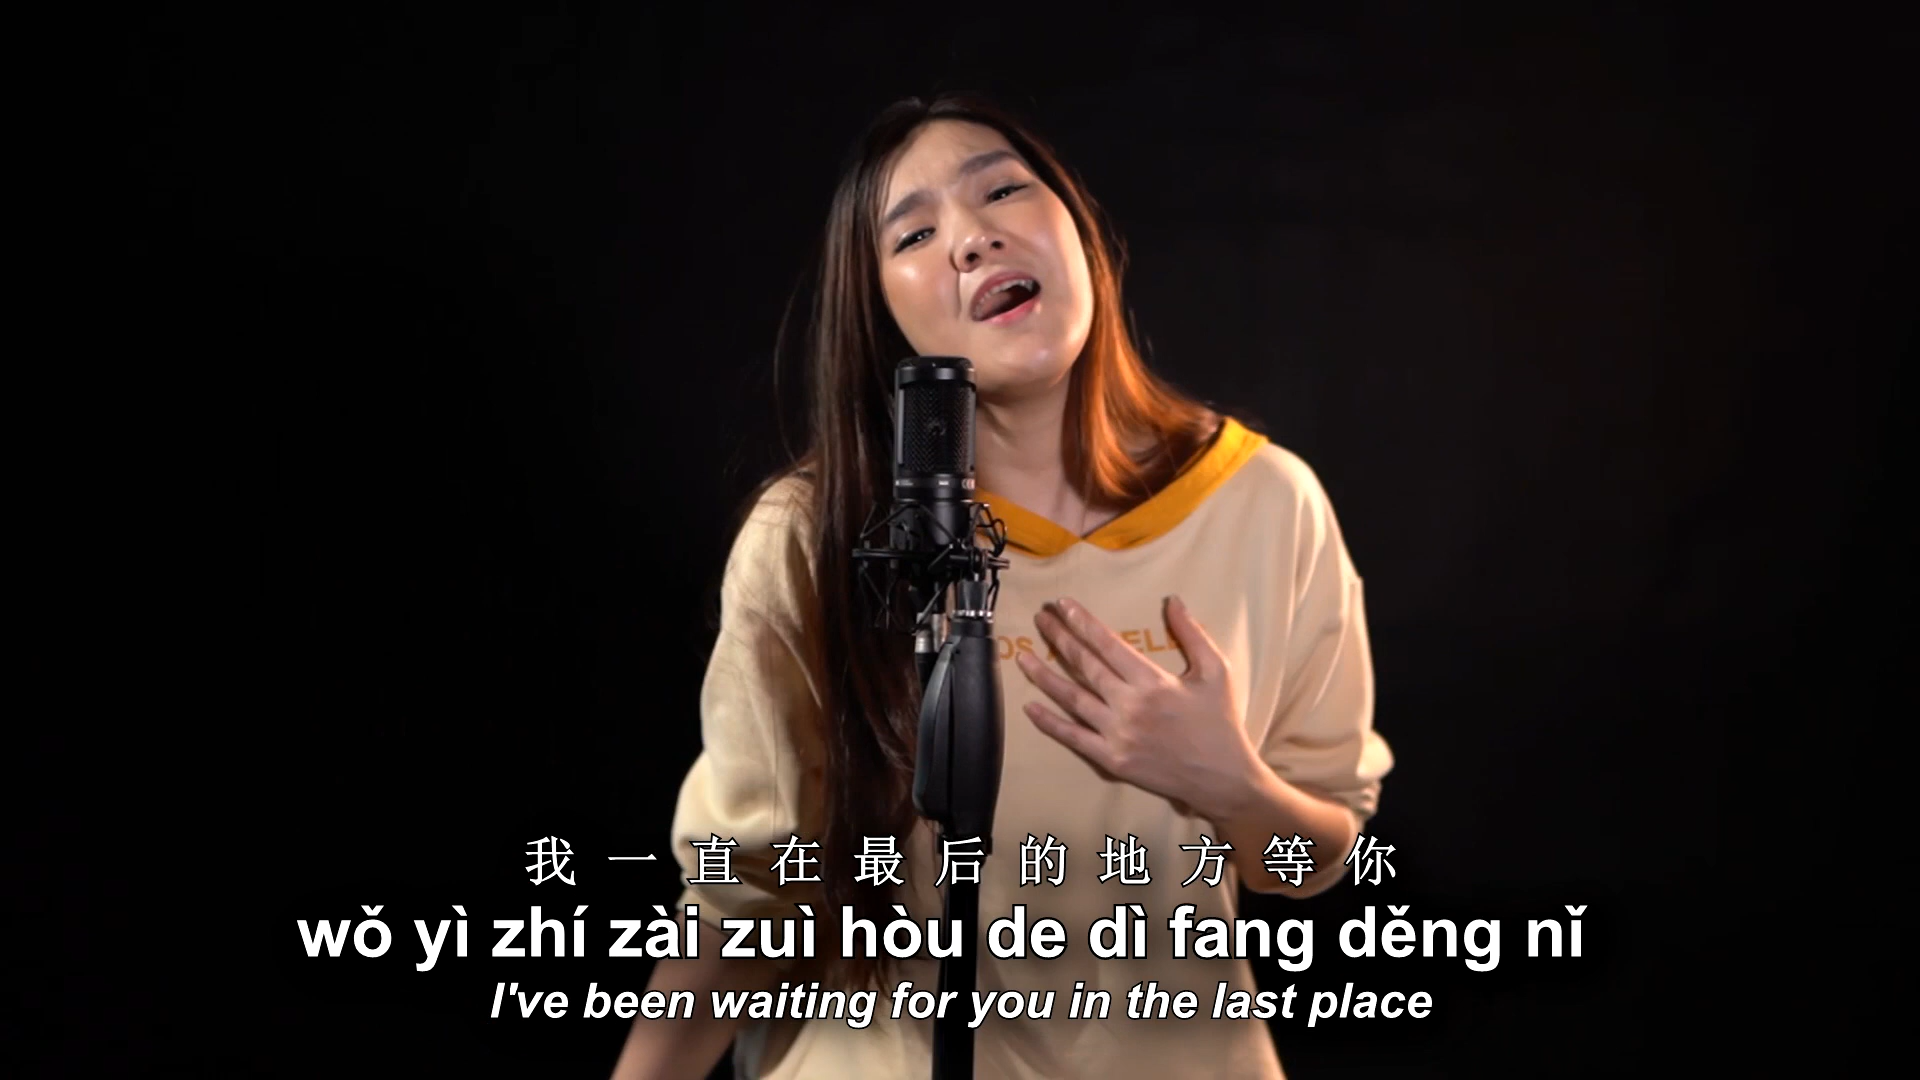 我一直在最后的地方等你
wǒ yì zhí zài zuì hòu de dì fang děng nǐ
I've been waiting for you in the last place